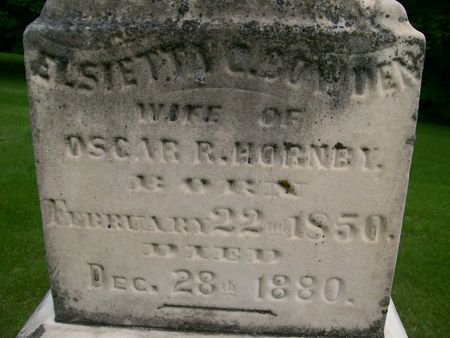 C.
WIFE OF
OSCAR R. HORNEY.
BORN
FEBRUARY 22ND 1850.
DIED
DEC. 28th 1880.